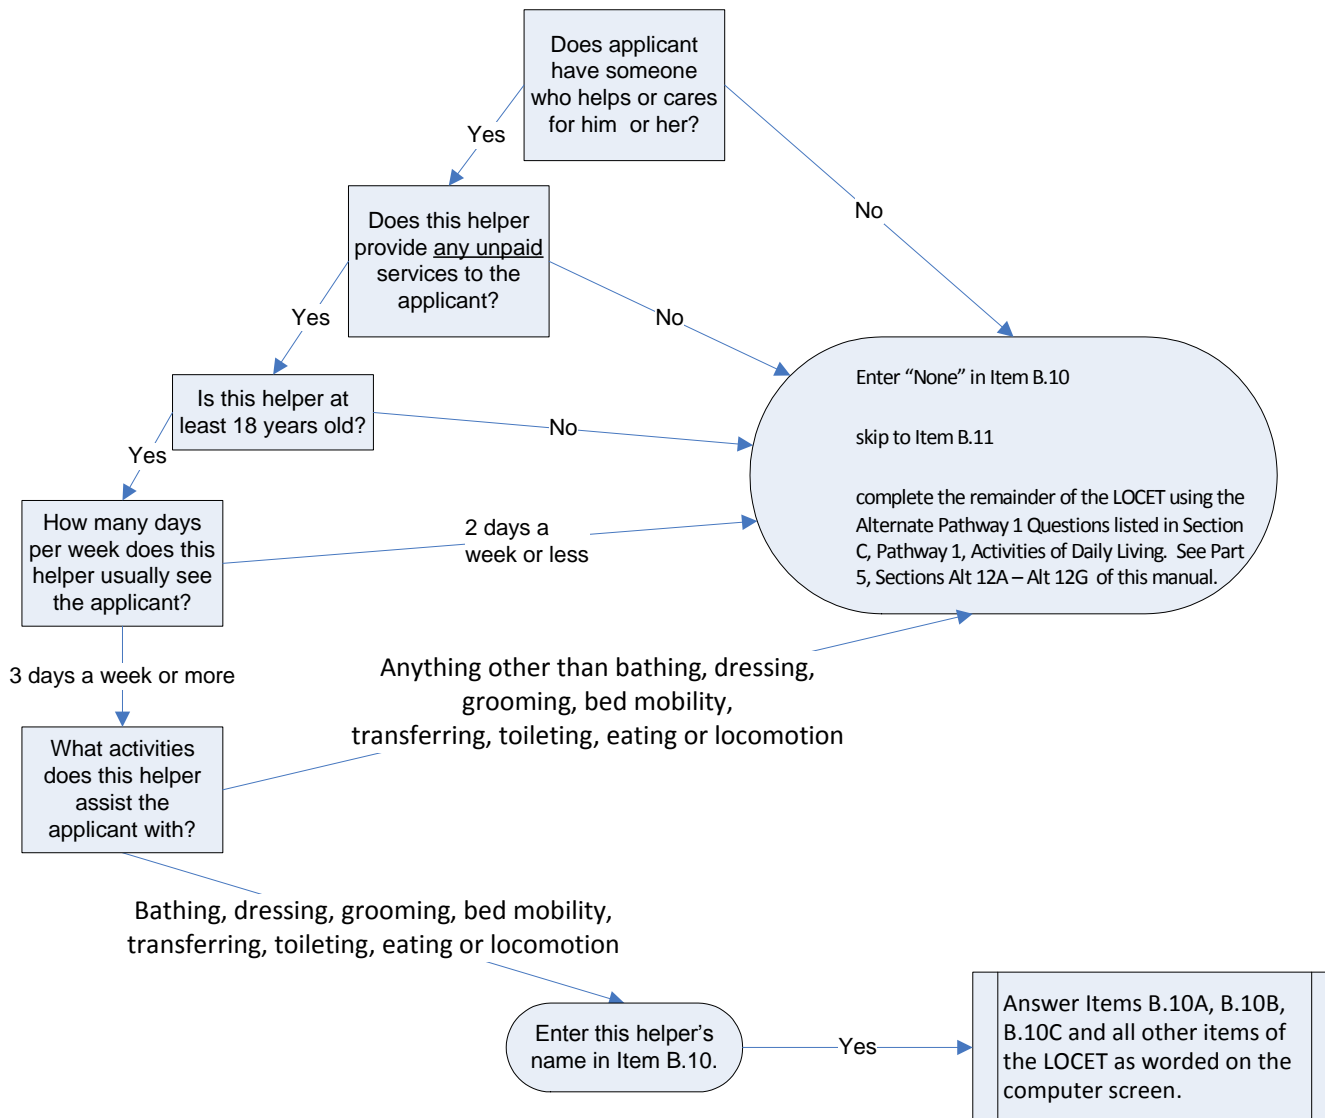 Does applicant
have someone
who helps or cares
for him or her?
Yes
No
Does this helper
provide any unpaid
services to the
applicant?
Yes
No
Is this helper at
least 18 years old?
Yes
No
Enter “None” in Item B.10
skip to Item B.11
complete the remainder of the LOCET using the
Alternate Pathway 1 Questions listed in Section
C, Pathway 1, Activities of Daily Living. See Part
5, Sections Alt 12A – Alt 12G of this manual.
How many days
per week does this
helper usually see
the applicant?
2 days a
week or less
3 days a week or more
Anything other than bathing, dressing,
grooming, bed mobility,
transferring, toileting, eating or locomotion
What activities
does this helper
assist the
applicant with?
Bathing, dressing, grooming, bed mobility,
transferring, toileting, eating or locomotion
Enter this helper’s
name in Item B.10.
Yes
Answer Items B.10A, B.10B,
B.10C and all other items of
the LOCET as worded on the
computer screen.